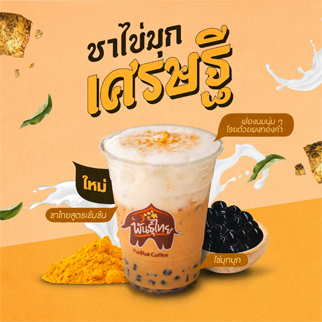 ชาไข่มุก
เศรษฐี
ฟองนมนุ่ม ๆ
โรยด้วยผงทองคำ
ใหม่
ชาไทยสูตรเข้มข้น
พันธุ์ไทย
PunThai Coffee
ไข่มุกบุก